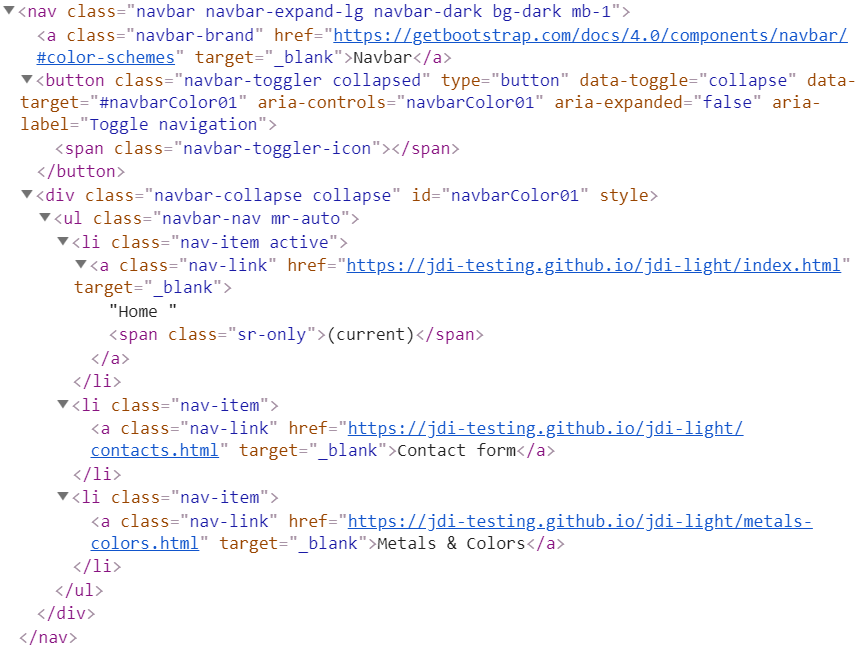 ▼<nav class="navbar navbar-expand-lg navbar-dark bg-dark mb-1">
<a class="navbar-brand" href="https://getbootstrap.com/docs/4.0/components/navbar/
#color-schemes" target="_blank">Navbar</a>
▼<button class="navbar-toggler collapsed" type="button" data-toggle="collapse" data-
target="#navbarColor01" aria-controls="navbarColor01" aria-expanded="false" aria-
label="Toggle navigation">
<span class="navbar-toggler-icon"></span>
</button>
▼<div class="navbar-collapse collapse" id="navbarColor01" style>
▼<ul class="navbar-nav mr-auto">
▼<li class="nav-item active">
▼<a class="nav-link" href="https://jdi-testing.github.io/jdi-light/index.html"
target="_blank">
"Home "
<span class="sr-only">(current)</span>
</a>
</li>
▼<li class="nav-item">
<a class="nav-link" href="https://jdi-testing.github.io/jdi-light/
contacts.html" target="_blank">Contact form</a>
</li>
▼<li class="nav-item">
<a class="nav-link" href="https://jdi-testing.github.io/jdi-light/metals-
colors.html" target="_blank">Metals & Colors</a>
</li>
</ul>
</div>
</nav>